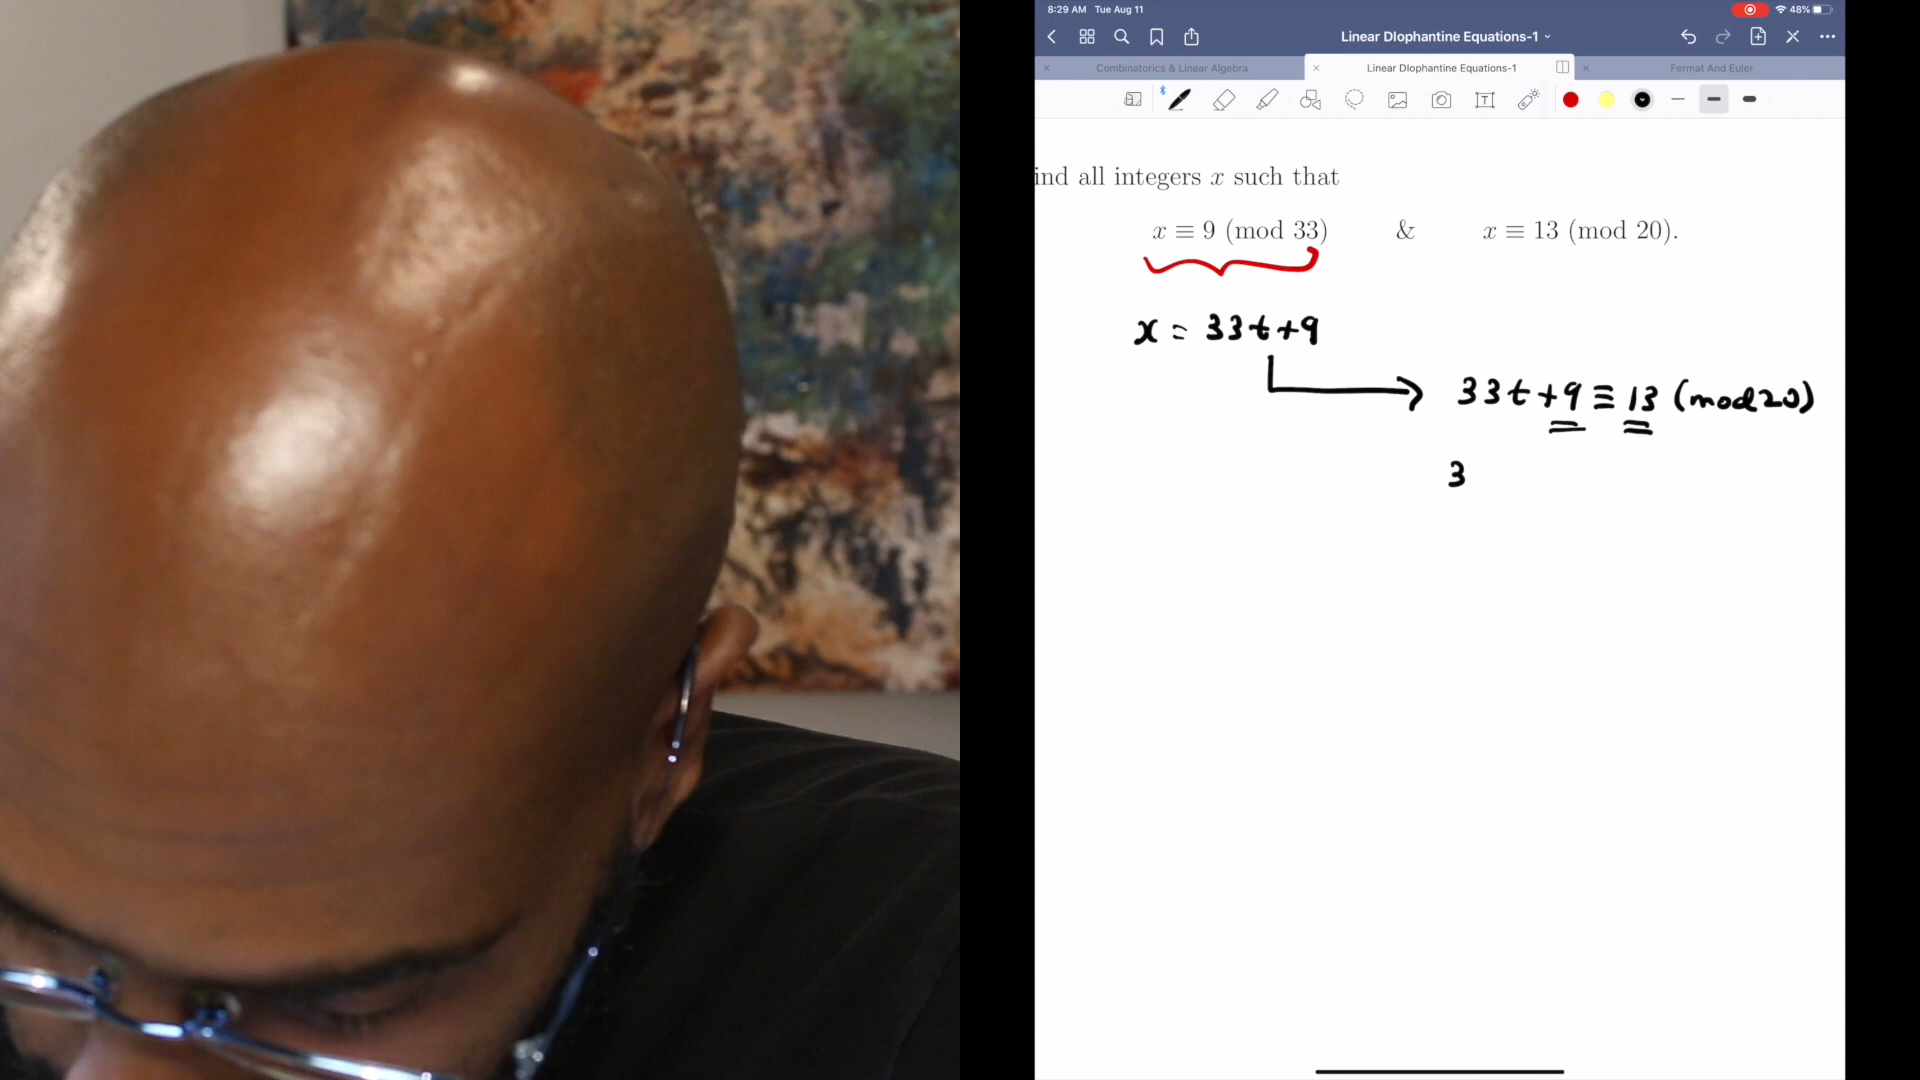 8:29 AM Tue Aug 11
48%
Linear DIophantine Equations-1
Combinatorics & Linear Algebra
Linear DIophantine Equations-1
Fermat And Euler
ind all integers x such that
x ≡ 9 (mod 33) & x ≡ 13 (mod 20).
x = 33t+9
33t+9 ≡ 13 (mod 20)
3